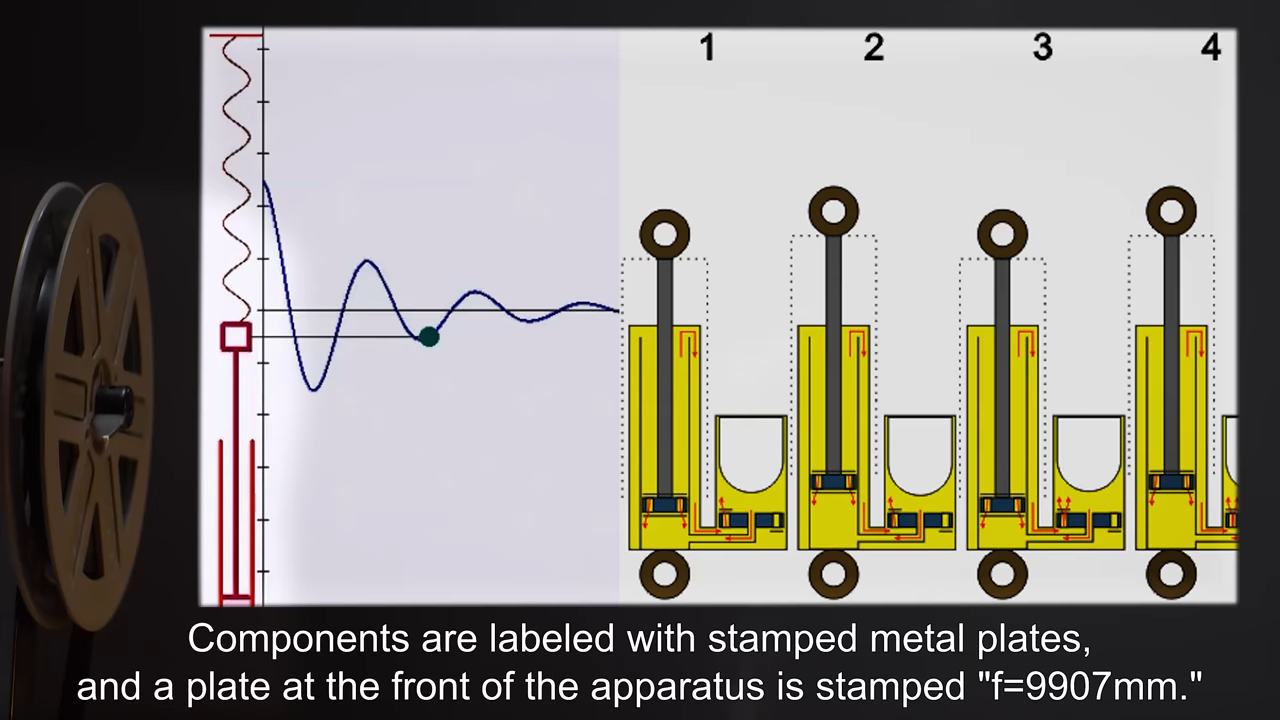 1 2 3 4
Components are labeled with stamped metal plates,
and a plate at the front of the apparatus is stamped "f=9907mm."